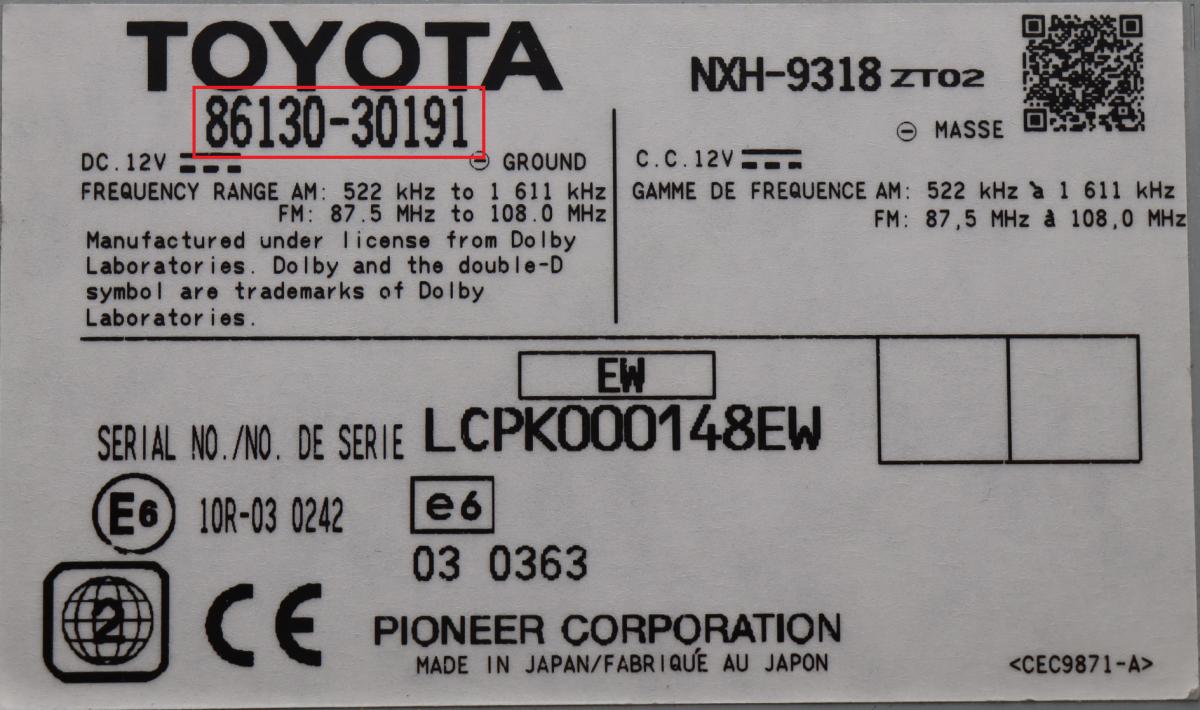 TOYOTA
86130-30191
DC.12V
GROUND
FREQUENCY RANGE AM: 522 kHz to 1 611 kHz
FM: 87.5 MHz to 108.0 MHz
Manufactured under license from Dolby
Laboratories. Dolby and the double-D
symbol are trademarks of Dolby
Laboratories.
NXH-9318 ZT02
MASSE
C.C.12V
GAMME DE FREQUENCE AM: 522 kHz à 1 611 kHz
FM: 87,5 MHz à 108,0 MHz
EW
SERIAL NO./NO. DE SERIE LCPK000148EW
E6 10R-03 0242 e6
03 0363
2 CE
PIONEER CORPORATION
MADE IN JAPAN/FABRIQUÉ AU JAPON <CEC9871-A>